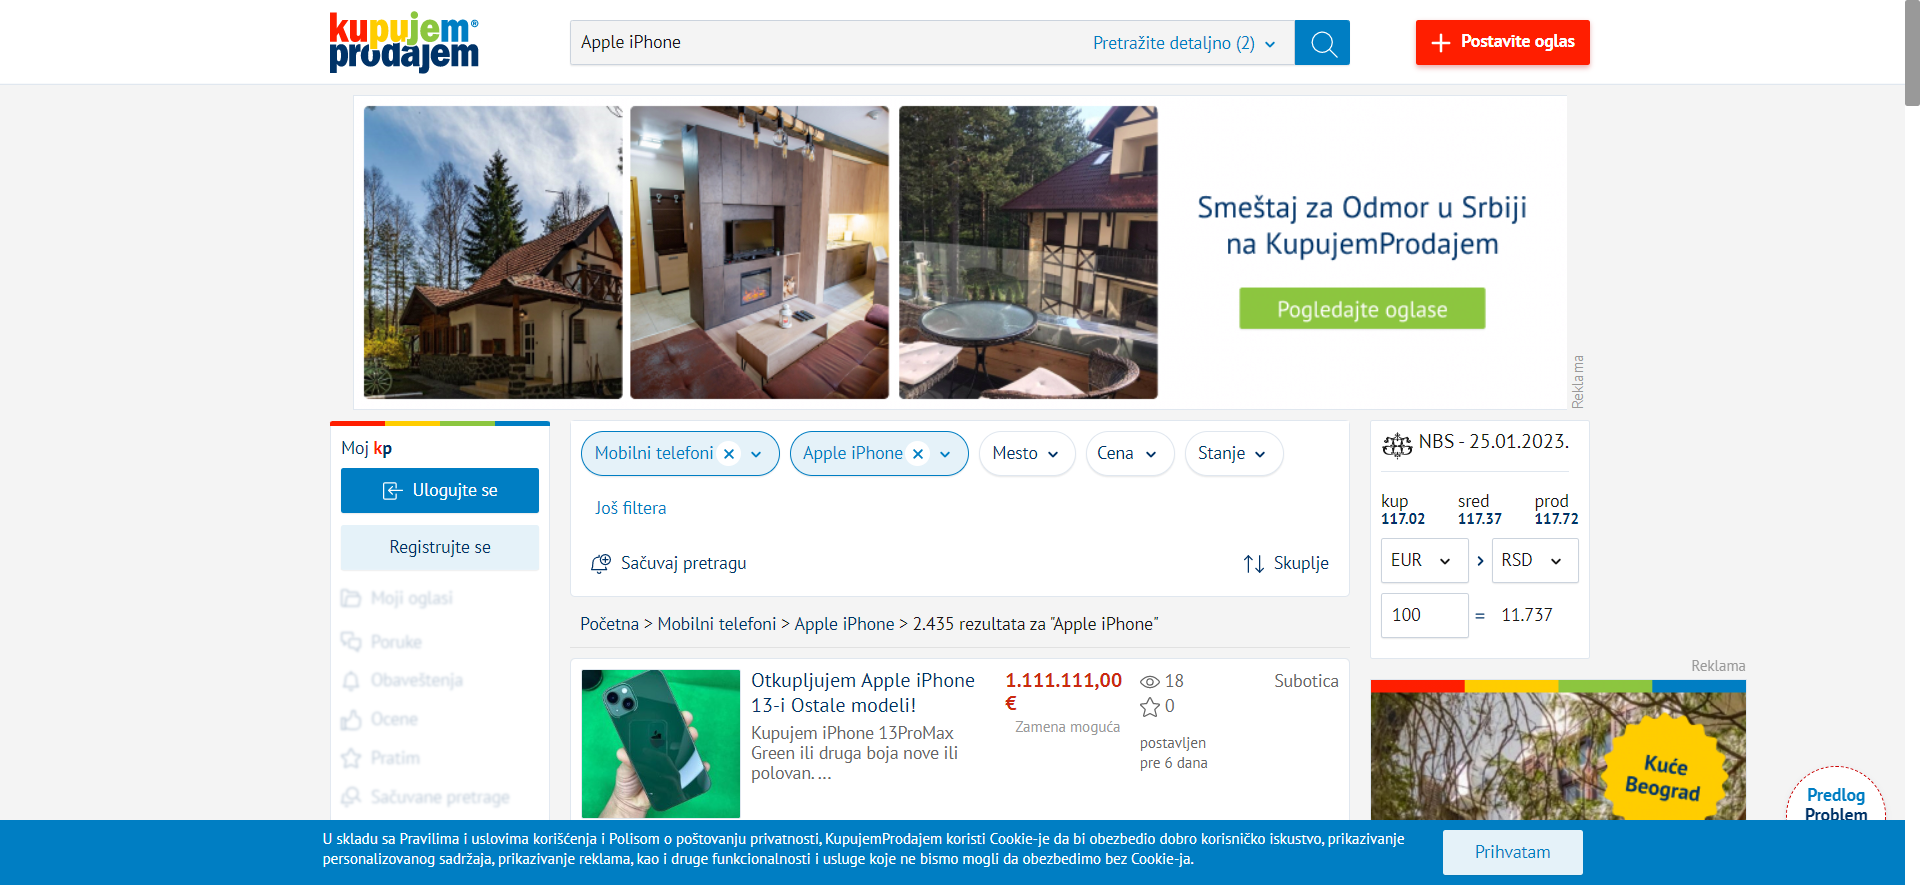 kupujem®
prodajem
Apple iPhone
Pretražite detaljno (2)
Postavite oglas
Smeštaj za Odmor u Srbiji
na KupujemProdajem
Pogledajte oglase
Reklama
Moj kp
Ulogujte se
Registrujte se
Moji oglasi
Poruke
Obaveštenja
Ocene
Pratim
Sačuvane pretrage
Mobilni telefoni
Apple iPhone
Mesto
Cena
Stanje
Još filtera
Sačuvaj pretragu
Skuplje
Početna > Mobilni telefoni > Apple iPhone > 2.435 rezultata za "Apple iPhone"
Otkupljujem Apple iPhone
13-i Ostale modeli!
Kupujem iPhone 13ProMax
Green ili druga boja nove ili
polovan. ...
1.111.111,00
€
Zamena moguća
18
0
postavljen
pre 6 dana
Subotica
NBS - 25.01.2023.
kup sred prod
117.02 117.37 117.72
EUR > RSD
100 = 11.737
Reklama
Kuće
Beograd
Predlog
Problem
U skladu sa Pravilima i uslovima korišćenja i Polisom o poštovanju privatnosti, KupujemProdajem koristi Cookie-je da bi obezbedio dobro korisničko iskustvo, prikazivanje
personalizovanog sadržaja, prikazivanje reklama, kao i druge funkcionalnosti i usluge koje ne bismo mogli da obezbedimo bez Cookie-ja.
Prihvatam